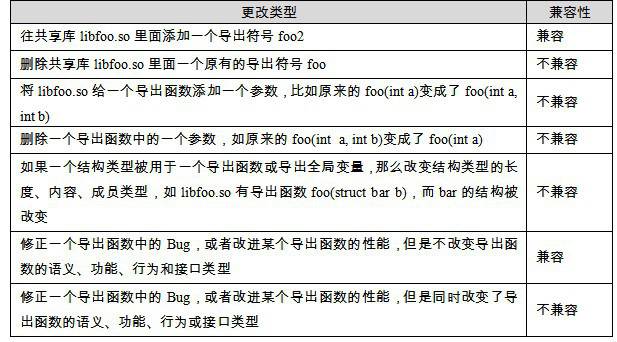 更改类型 兼容性
往共享库 libfoo.so 里面添加一个导出符号 foo2 兼容
删除共享库 libfoo.so 里面一个原有的导出符号 foo 不兼容
将 libfoo.so 给一个导出函数添加一个参数，比如原来的 foo(int a)变成了 foo(int a,
int b)
不兼容
删除一个导出函数中的一个参数，如原来的 foo(int a, int b)变成了 foo(int a) 不兼容
如果一个结构类型被用于一个导出函数或导出全局变量，那么改变结构类型的长
度、内容、成员类型，如 libfoo.so 有导出函数 foo(struct bar b)，而 bar 的结构被
改变
不兼容
修正一个导出函数中的 Bug，或者改进某个导出函数的性能，但是不改变导出函
数的语义、功能、行为和接口类型
兼容
修正一个导出函数中的 Bug，或者改进某个导出函数的性能，但是同时改变了导
出函数的语义、功能、行为或接口类型
不兼容